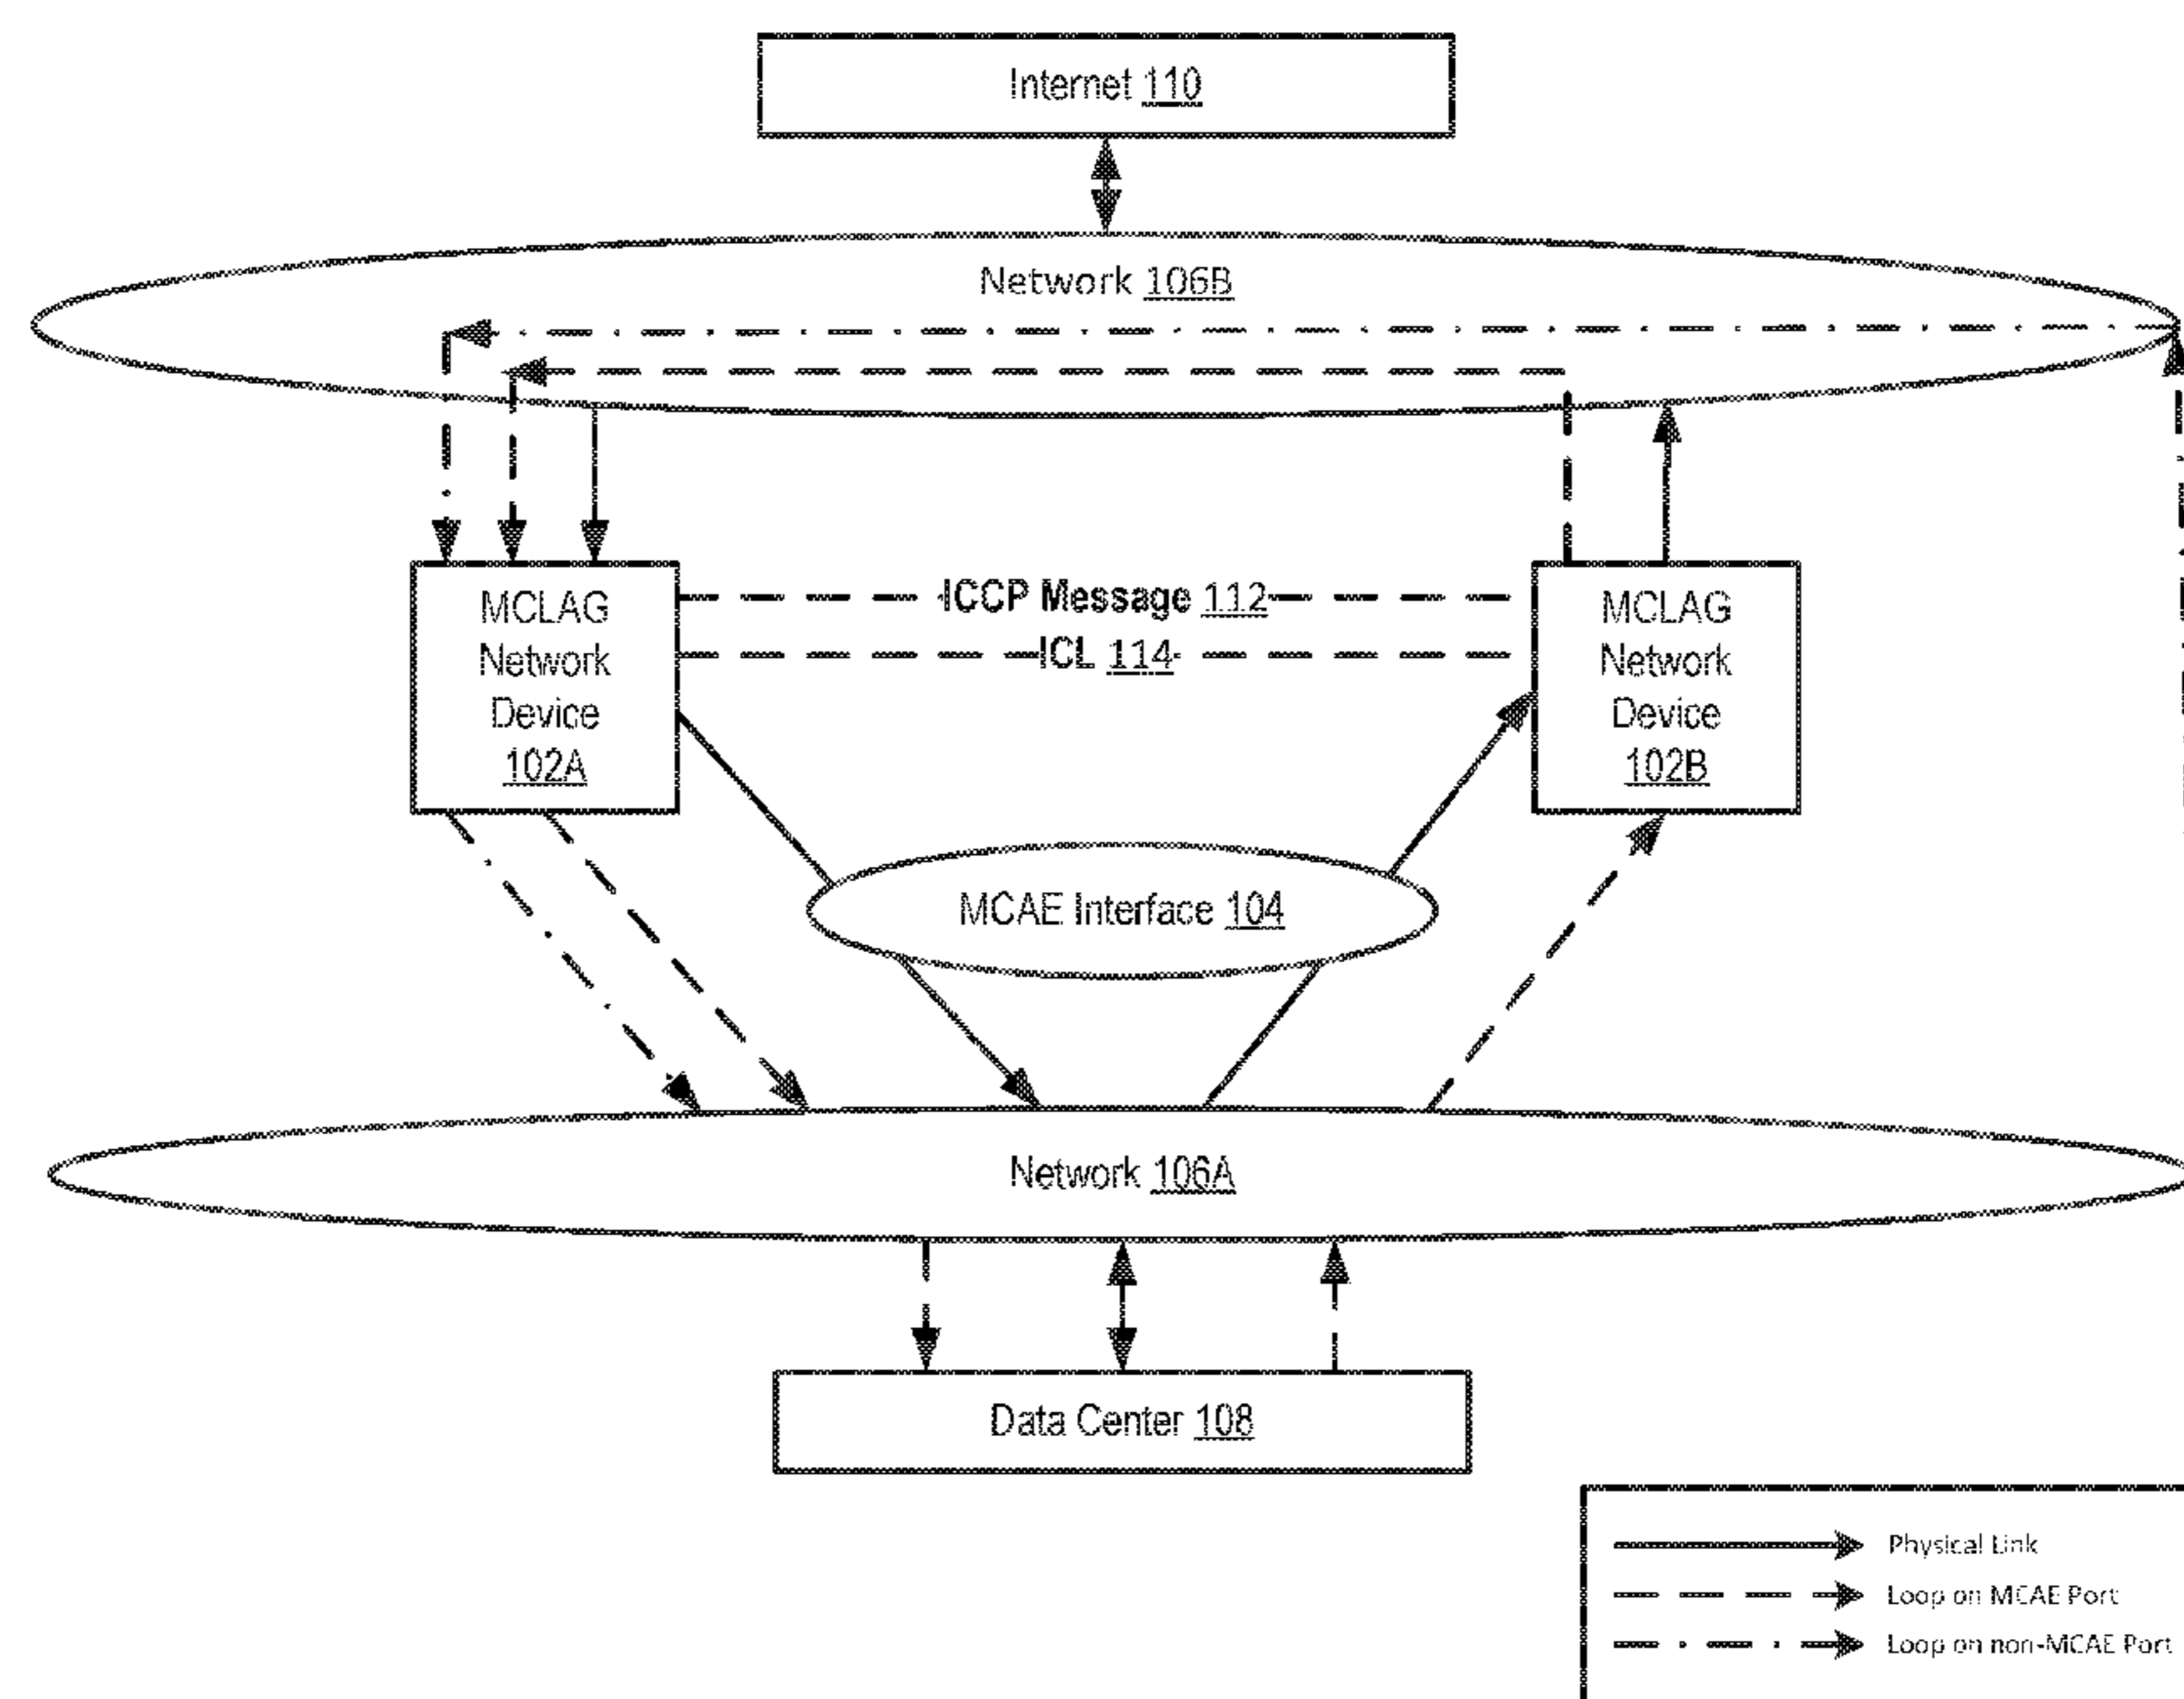 Internet 110
Network 106B
MCLAG
Network
Device
102A
ICCP Message 112
ICL 114
MCLAG
Network
Device
102B
MCAE Interface 104
Network 106A
Data Center 108
Physical Link
Loop on MCAE Port
Loop on non-MCAE Port